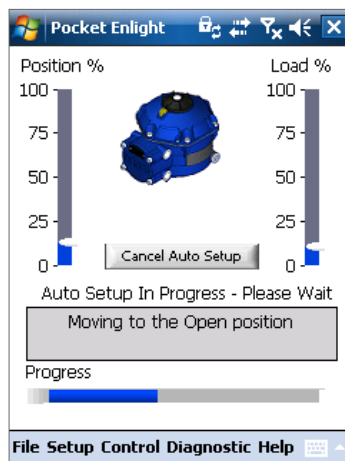 Pocket Enlight
Position % Load %
100 100
75 75
50 50
25 25
0 0
Cancel Auto Setup
Auto Setup In Progress - Please Wait
Moving to the Open position
Progress
File Setup Control Diagnostic Help